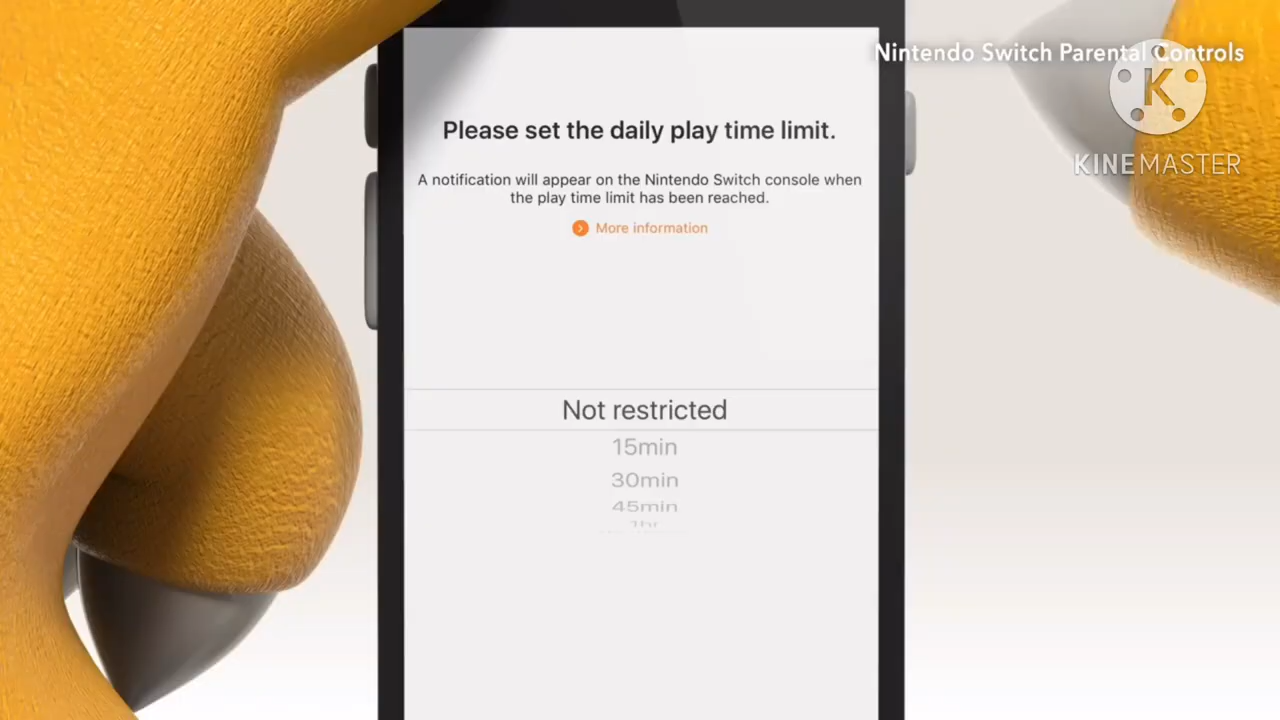 Nintendo Switch Parental Controls
K
KINEMASTER
Please set the daily play time limit.
A notification will appear on the Nintendo Switch console when
the play time limit has been reached.
More information
Not restricted
15min
30min
45min
1hr